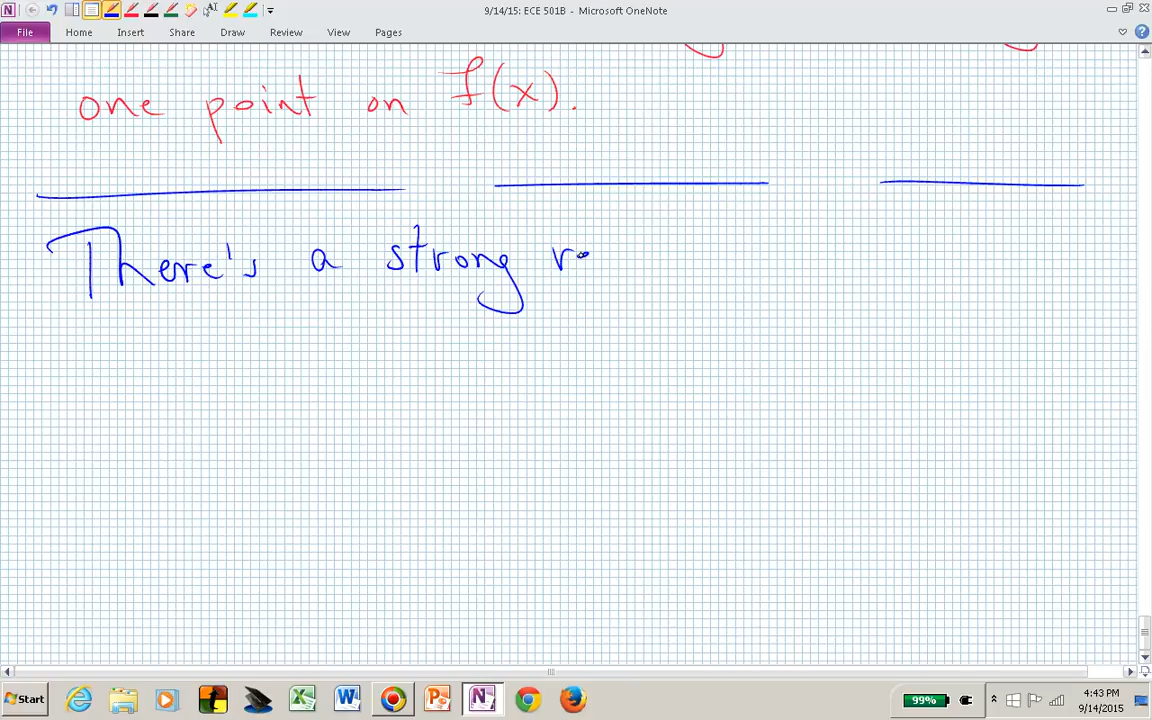 9/14/15: ECE 501B - Microsoft OneNote
File Home Insert Share Draw Review View Pages
one point on f(x).
There's a strong
Start
99%
4:43 PM
9/14/2015